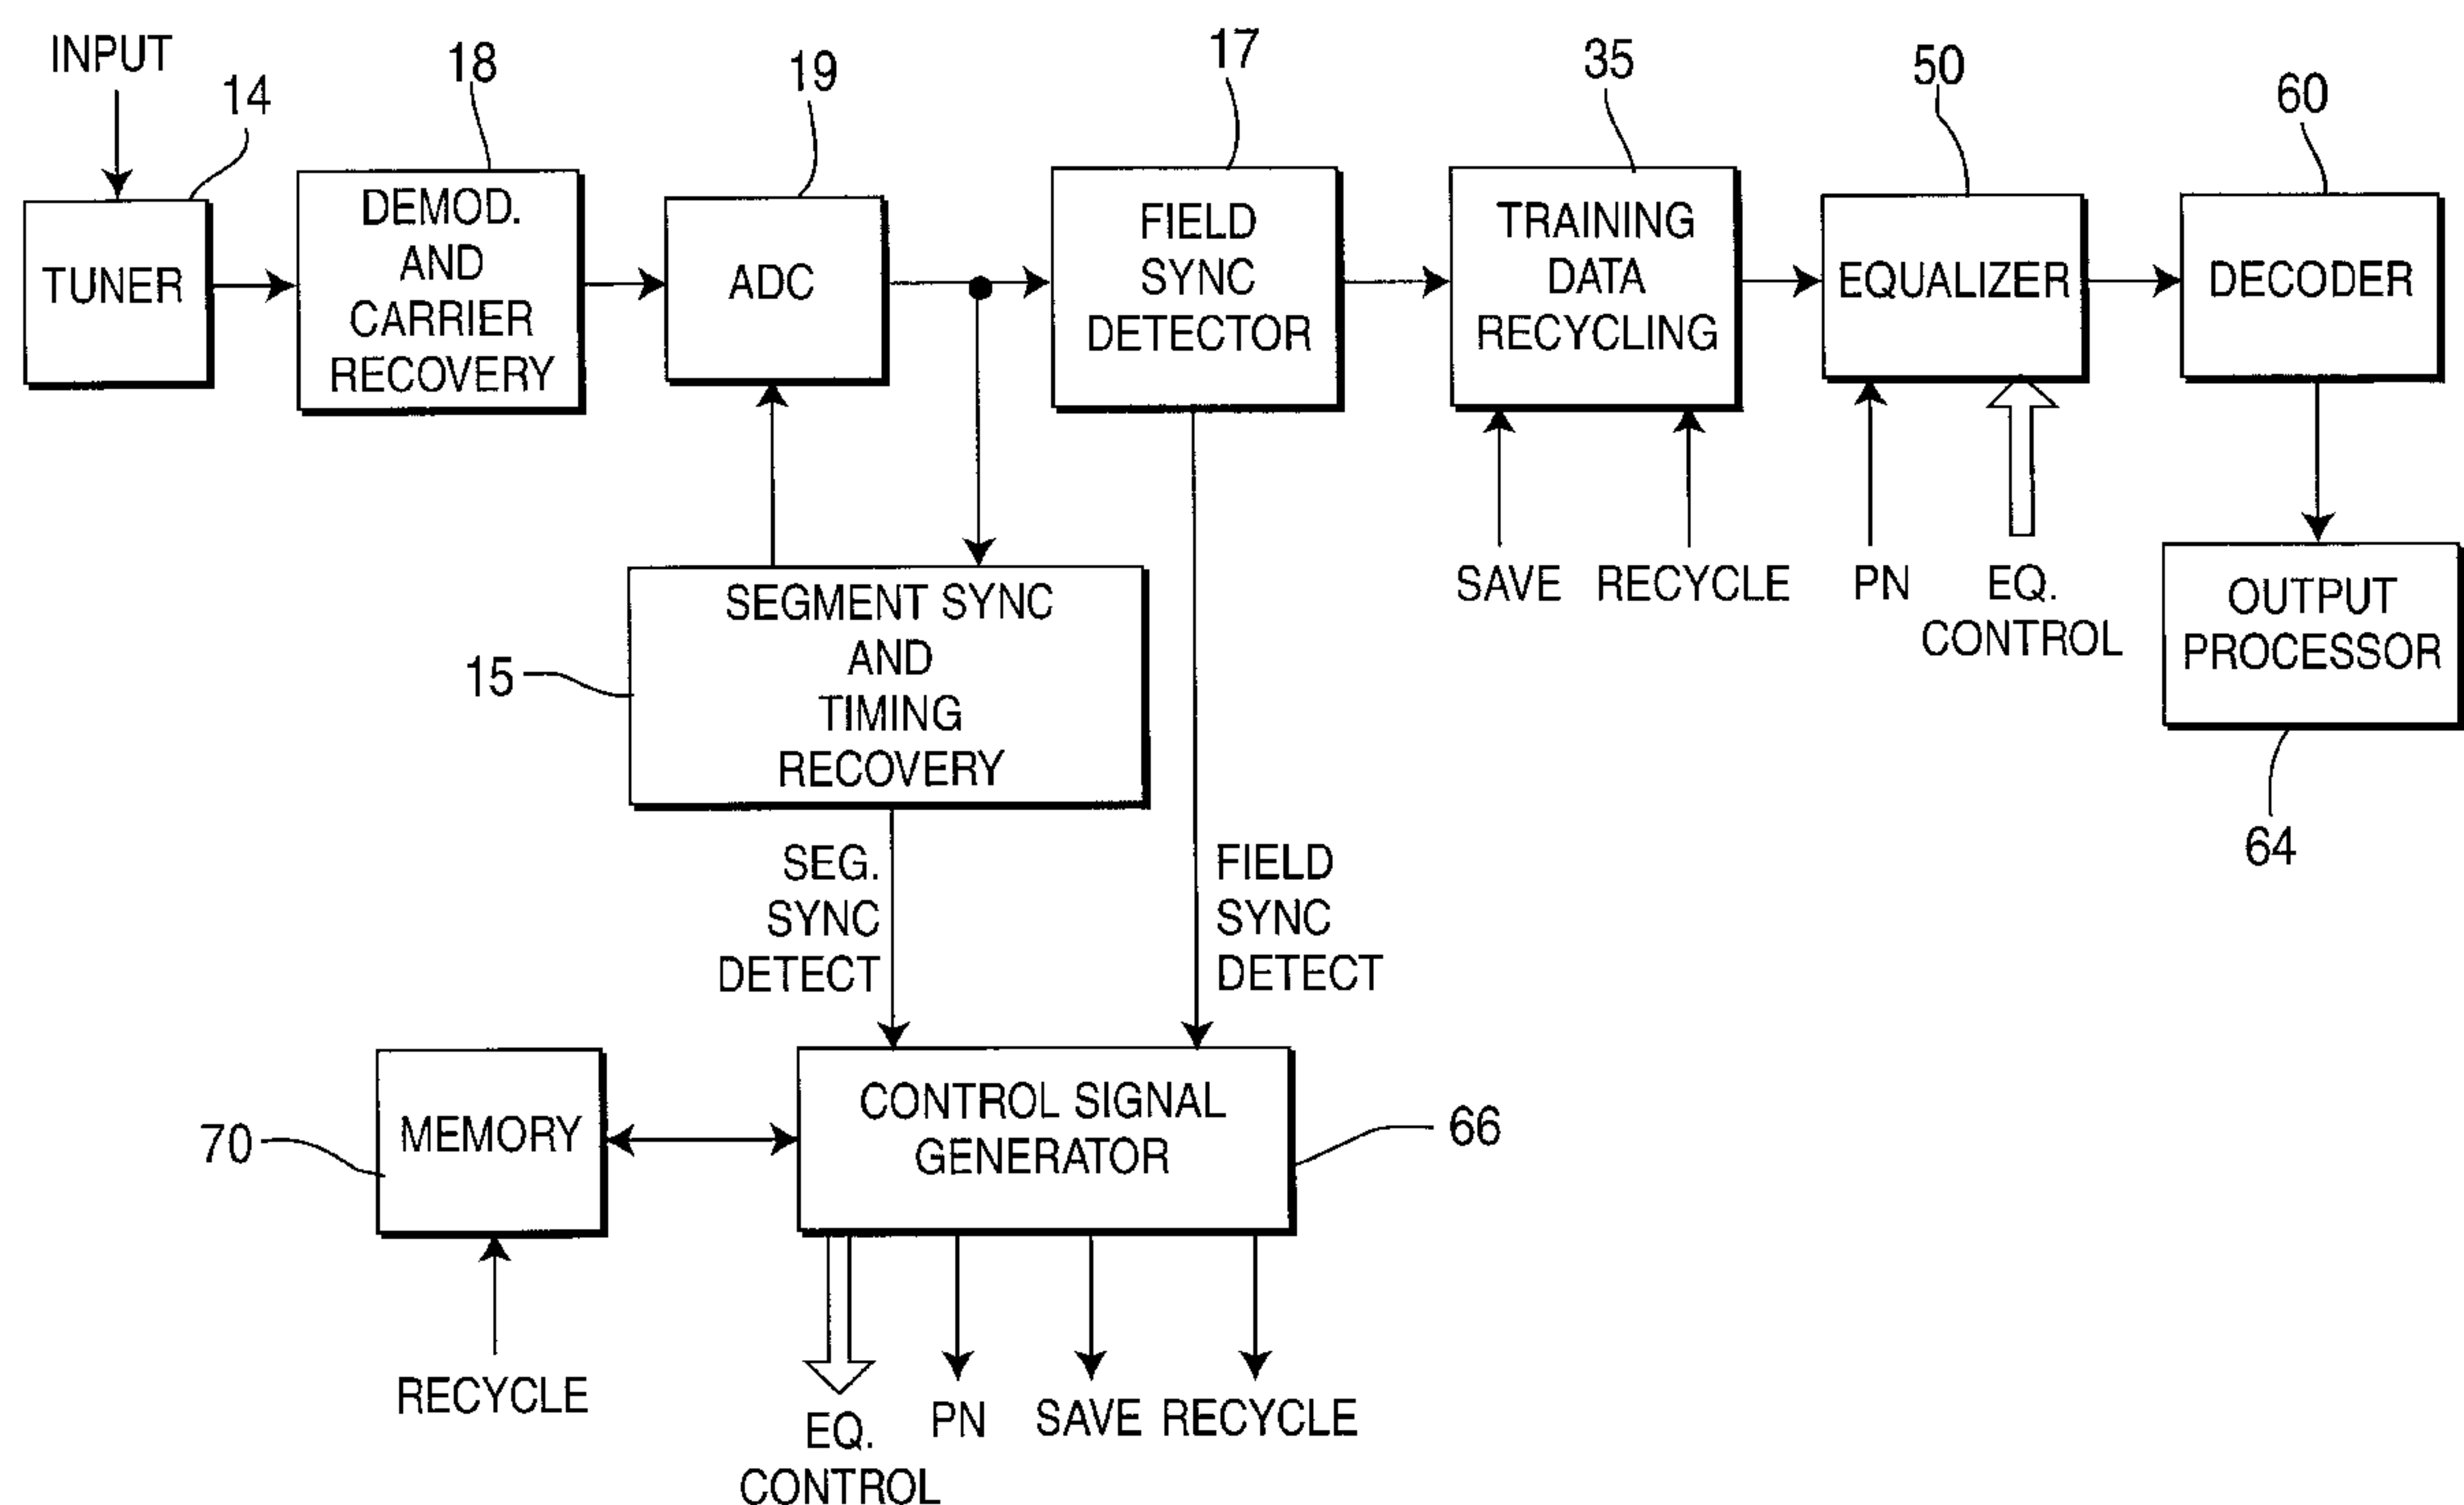 INPUT
14
18
19
17
35
50
60
TUNER
DEMOD.
AND
CARRIER
RECOVERY
ADC
FIELD
SYNC
DETECTOR
TRAINING
DATA
RECYCLING
EQUALIZER
DECODER
SAVE
RECYCLE
PN
EQ.
CONTROL
OUTPUT
PROCESSOR
64
SEGMENT SYNC
AND
TIMING
RECOVERY
15
SEG.
SYNC
DETECT
FIELD
SYNC
DETECT
MEMORY
70
CONTROL SIGNAL
GENERATOR
66
RECYCLE
EQ.
CONTROL
PN
SAVE
RECYCLE